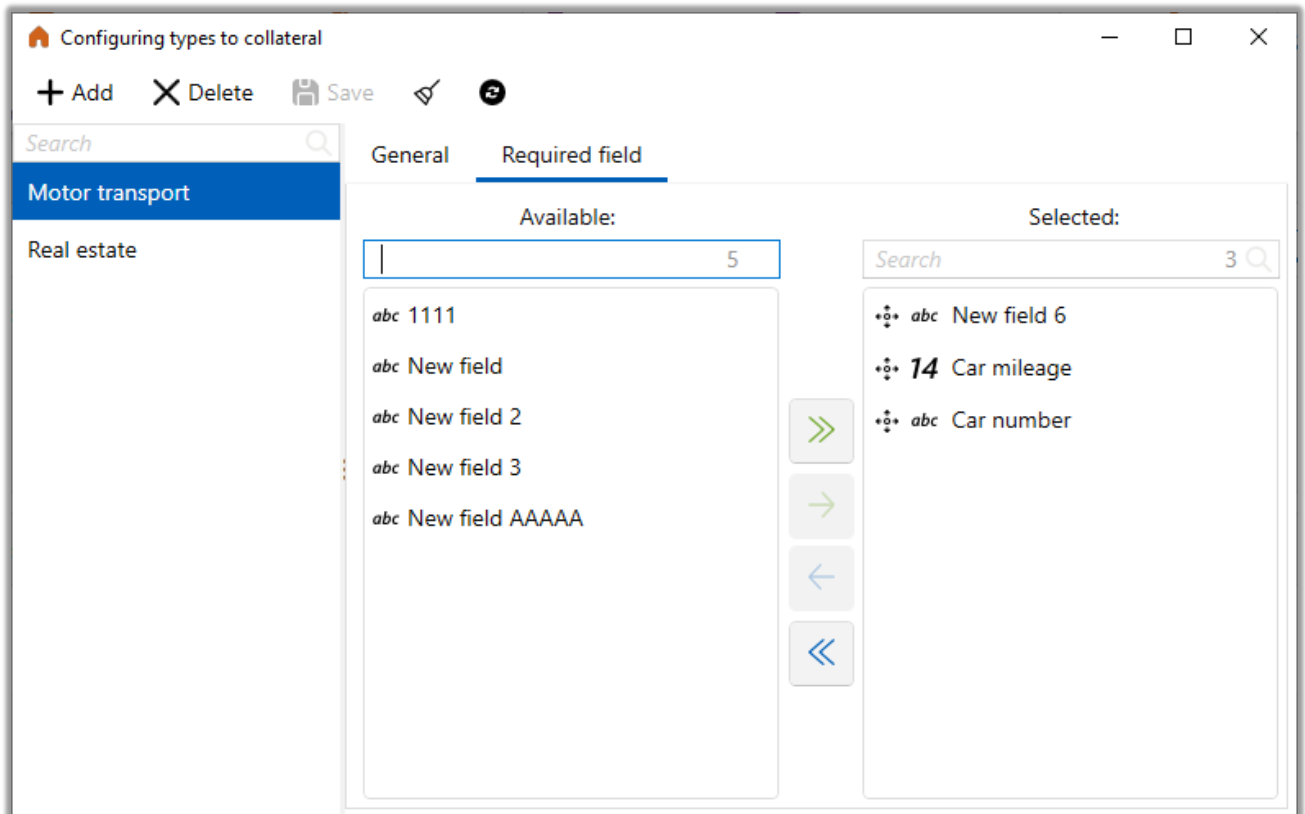 Configuring types to collateral
Add Delete Save
Search
General Required field
Motor transport
Real estate
Available: Selected:
5
Search 3
abc 1111
abc New field
abc New field 2
abc New field 3
abc New field AAAAA
abc New field 6
14 Car mileage
abc Car number